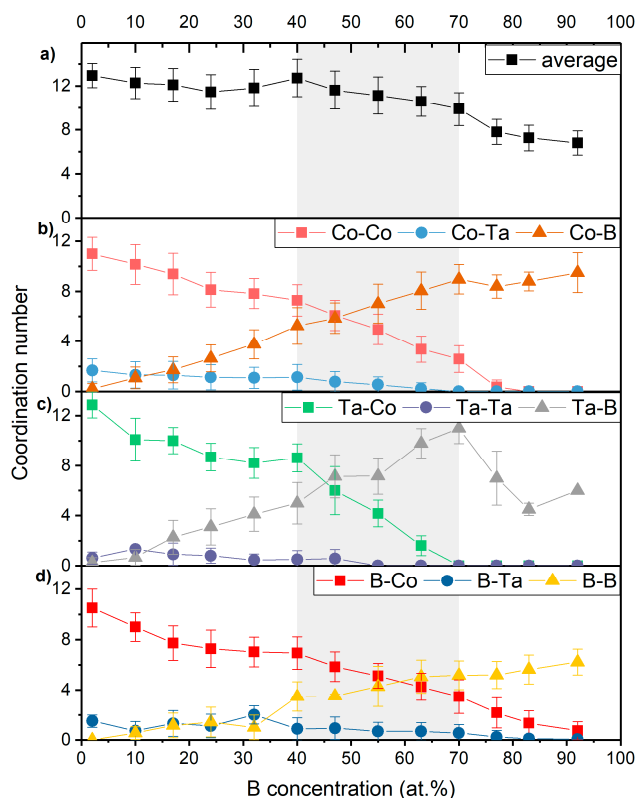 0 10 20 30 40 50 60 70 80 90 100
a)
average
12
8
4
0
b)
Co-Co Co-Ta Co-B
12
8
4
0
c)
Ta-Co Ta-Ta Ta-B
12
8
4
0
d)
B-Co B-Ta B-B
12
8
4
0
Coordination number
0 10 20 30 40 50 60 70 80 90 100
B concentration (at.%)